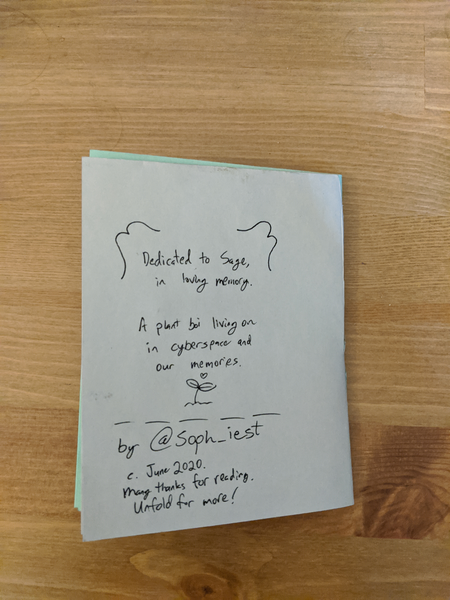 Dedicated to Sage,
in loving memory.
A plant boi living on
in cyberspace and
our memories.
by @soph_iest
c. June 2020.
Many thanks for reading.
Unfold for more!